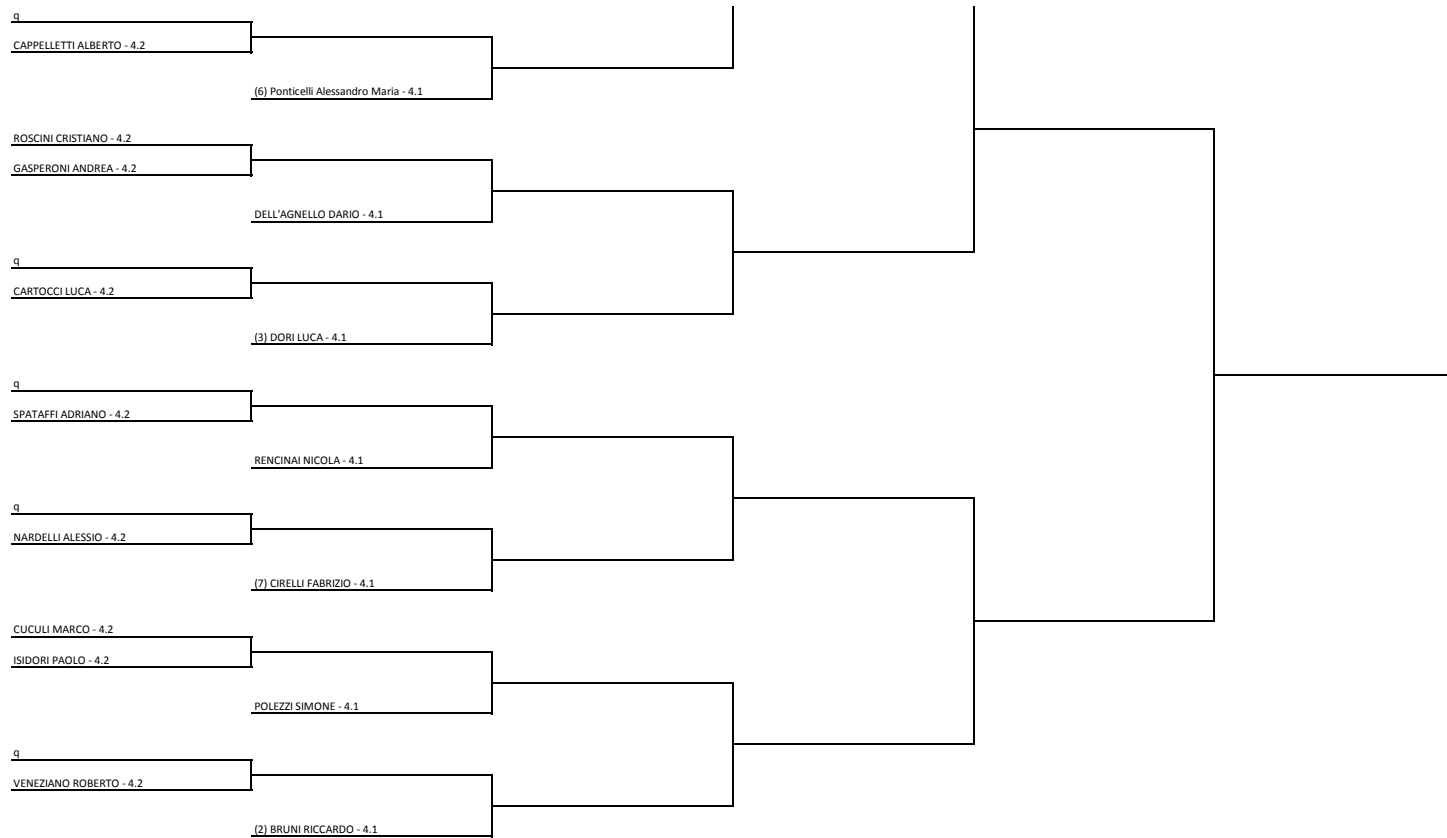 q
CAPPELLETTI ALBERTO - 4.2
(6) Ponticelli Alessandro Maria - 4.1
ROSCINI CRISTIANO - 4.2
GASPERONI ANDREA - 4.2
DELL'AGNELLO DARIO - 4.1
q
CARTOCCI LUCA - 4.2
(3) DORI LUCA - 4.1
q
SPATAFFI ADRIANO - 4.2
RENCINAI NICOLA - 4.1
q
NARDELLI ALESSIO - 4.2
(7) CIRELLI FABRIZIO - 4.1
CUCULI MARCO - 4.2
ISIDORI PAOLO - 4.2
POLEZZI SIMONE - 4.1
q
VENEZIANO ROBERTO - 4.2
(2) BRUNI RICCARDO - 4.1